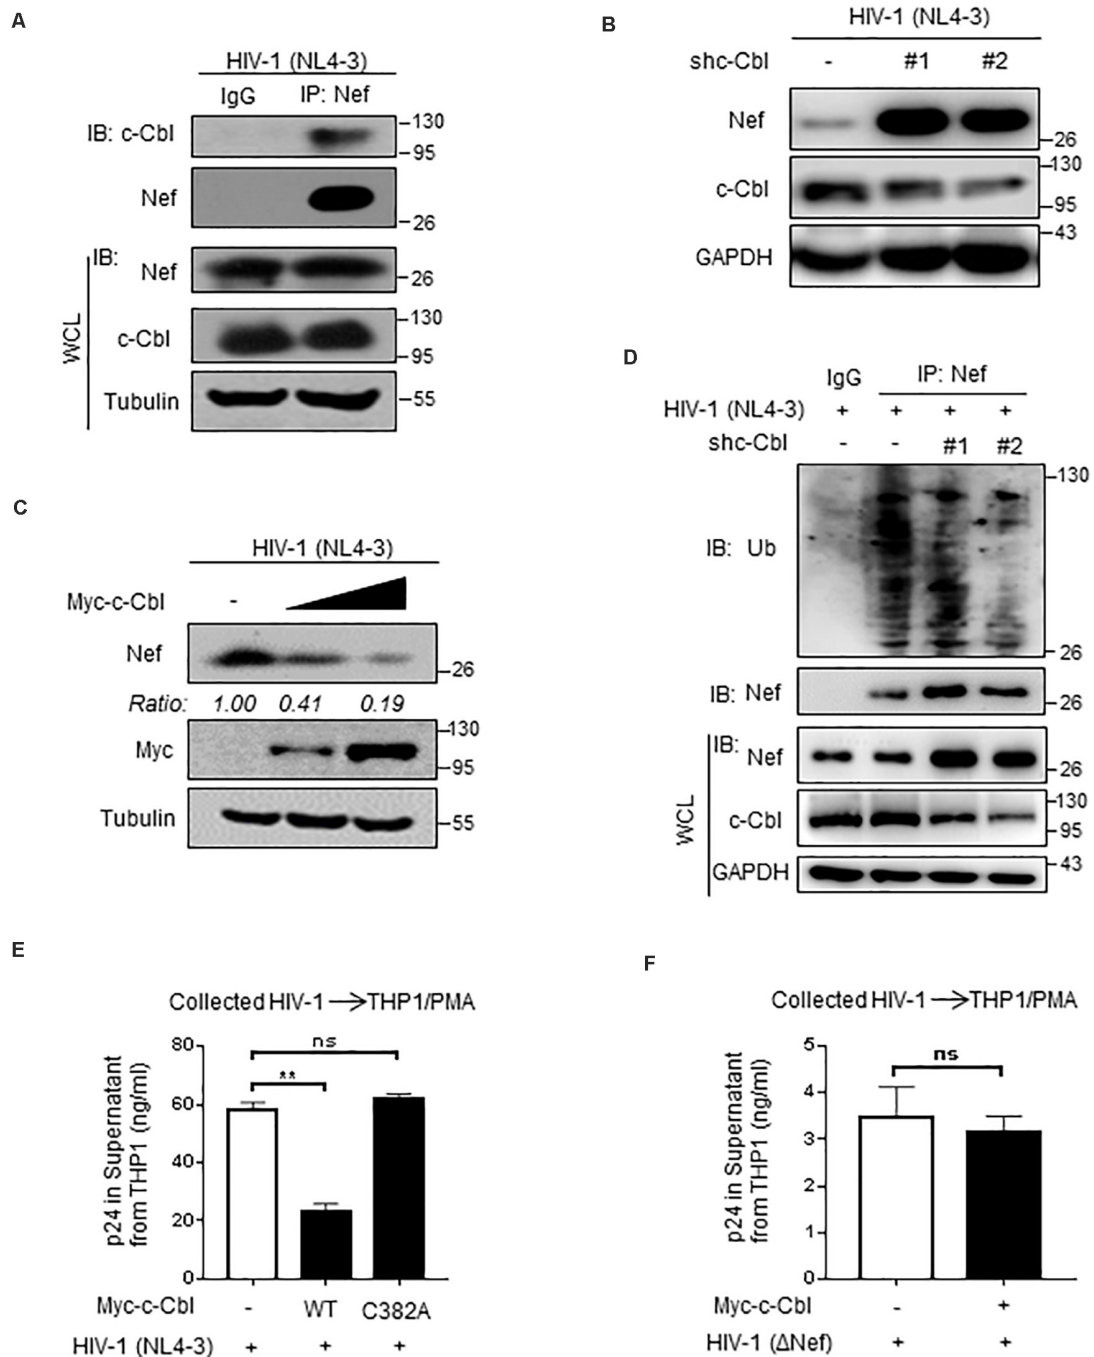 A
HIV-1 (NL4-3)
IgG IP: Nef
IB: c-Cbl
-130
-95
Nef
-26
IB: Nef
-26
c-Cbl
-130
-95
Tubulin
-55
WCL
B
HIV-1 (NL4-3)
shc-Cbl - #1 #2
Nef
-26
c-Cbl
-130
-95
GAPDH
-43
C
HIV-1 (NL4-3)
Myc-c-Cbl -
Nef
-26
Ratio: 1.00 0.41 0.19
Myc
-130
-95
Tubulin
-55
D
IgG IP: Nef
HIV-1 (NL4-3) + + + +
shc-Cbl - - #1 #2
-130
IB: Ub
-26
IB: Nef
-26
IB: Nef
-26
c-Cbl
-130
-95
GAPDH
-43
WCL
E
Collected HIV-1 →THP1/PMA
p24 in Supernatant
from THP1 (ng/ml)
80
60
40
20
0
ns
**
Myc-c-Cbl - WT C382A
HIV-1 (NL4-3) + + +
F
Collected HIV-1 →THP1/PMA
p24 in Supernatant
from THP1 (ng/ml)
5
4
3
2
1
0
ns
Myc-c-Cbl - +
HIV-1 (ΔNef) + +